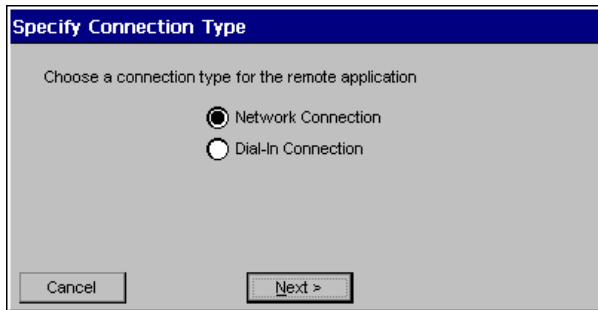 Specify Connection Type
Choose a connection type for the remote application
Network Connection
Dial-In Connection
Cancel
Next >